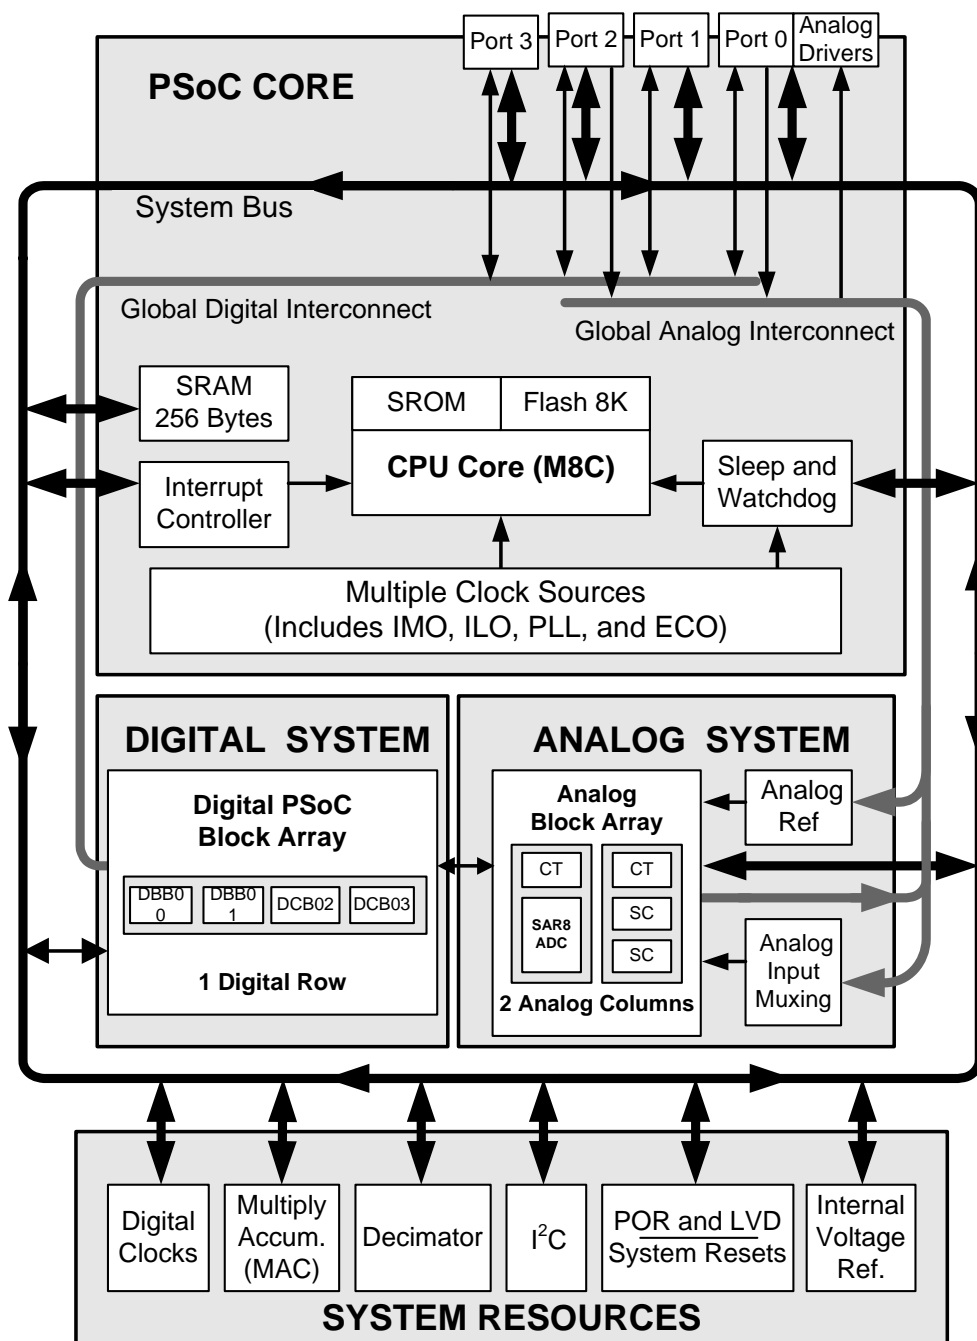 Port 3
Port 2
Port 1
Port 0
Analog
Drivers
PSoC CORE
System Bus
Global Digital Interconnect
Global Analog Interconnect
SRAM
256 Bytes
SROM
Flash 8K
CPU Core (M8C)
Interrupt
Controller
Sleep and
Watchdog
Multiple Clock Sources
(Includes IMO, ILO, PLL, and ECO)
DIGITAL SYSTEM
Digital PSoC
Block Array
DBB0
0
DBB0
1
DCB02
DCB03
1 Digital Row
ANALOG SYSTEM
Analog
Block Array
CT
SAR8
ADC
CT
SC
SC
2 Analog Columns
Analog
Ref
Analog
Input
Muxing
Digital
Clocks
Multiply
Accum.
(MAC)
Decimator
I²C
POR and LVD
System Resets
Internal
Voltage
Ref.
SYSTEM RESOURCES